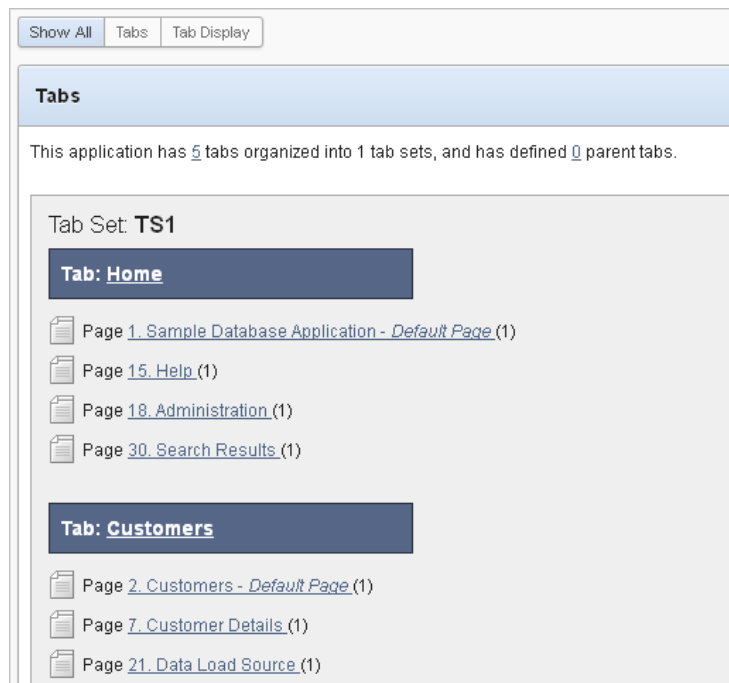 Show All Tabs Tab Display
Tabs
This application has 5 tabs organized into 1 tab sets, and has defined 0 parent tabs.
Tab Set: TS1
Tab: Home
Page 1. Sample Database Application - Default Page (1)
Page 15. Help (1)
Page 18. Administration (1)
Page 30. Search Results (1)
Tab: Customers
Page 2. Customers - Default Page (1)
Page 7. Customer Details (1)
Page 21. Data Load Source (1)